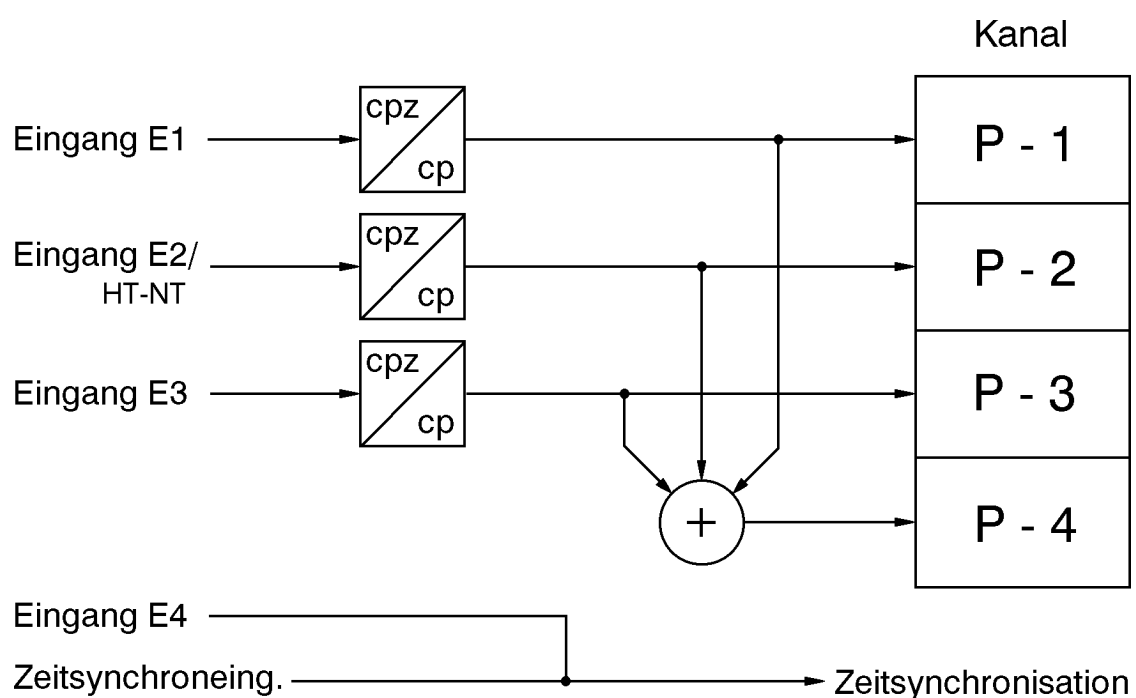 Kanal
cpz
Eingang E1
P - 1
cp
cpz
Eingang E2/
P - 2
HT-NT
cp
cpz
Eingang E3
P - 3
cp
+
P - 4
Eingang E4
Zeitsynchroneing.
Zeitsynchronisation